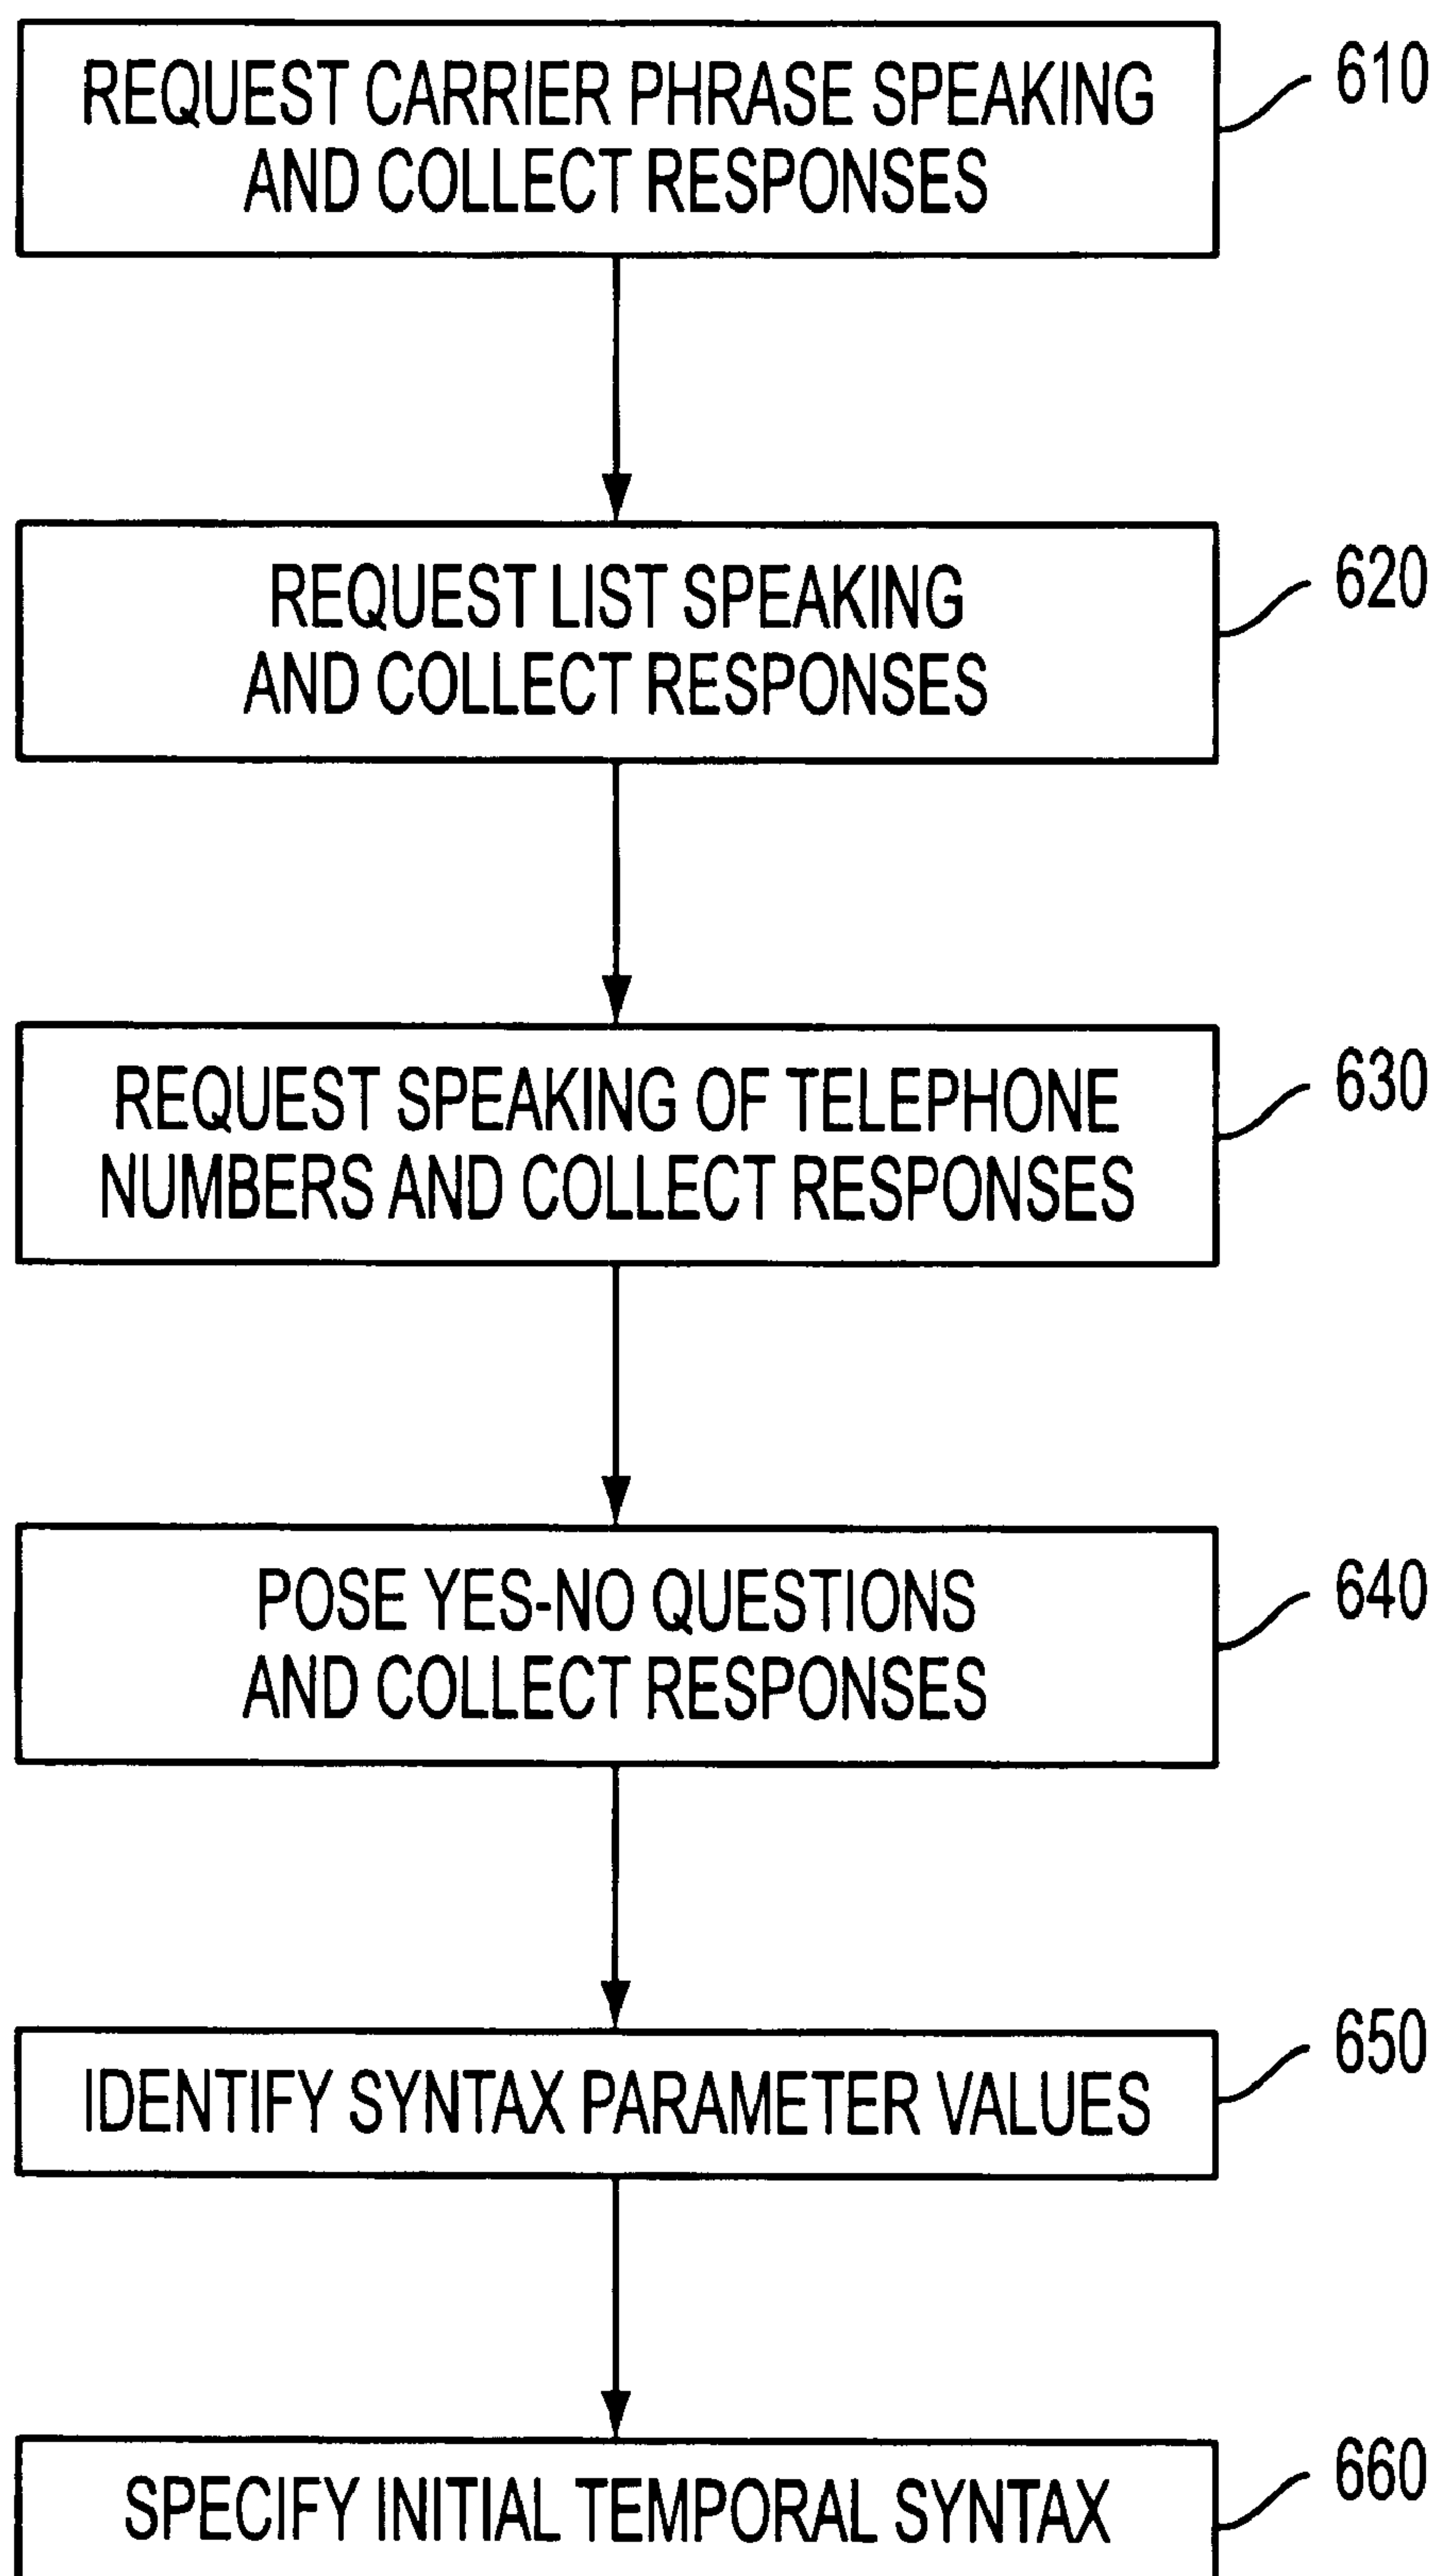 REQUEST CARRIER PHRASE SPEAKING
AND COLLECT RESPONSES
610
REQUEST LIST SPEAKING
AND COLLECT RESPONSES
620
REQUEST SPEAKING OF TELEPHONE
NUMBERS AND COLLECT RESPONSES
630
POSE YES-NO QUESTIONS
AND COLLECT RESPONSES
640
IDENTIFY SYNTAX PARAMETER VALUES
650
SPECIFY INITIAL TEMPORAL SYNTAX
660